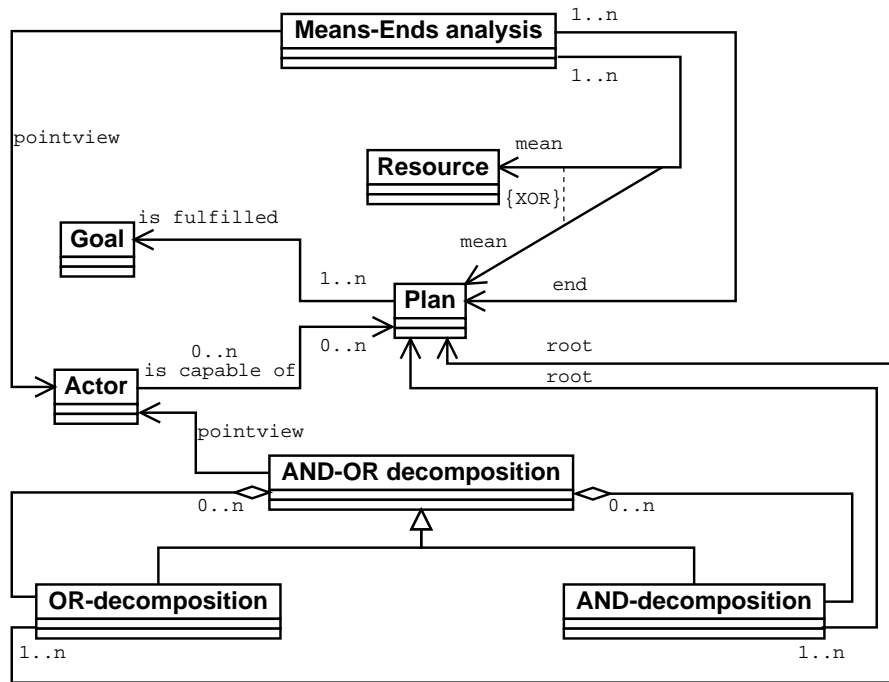 1..n
Means-Ends analysis
1..n
pointview
mean
Resource
{XOR}
is fulfilled
Goal
mean
1..n
end
Plan
0..n
0..n
root
is capable of
root
Actor
pointview
AND-OR decomposition
0..n
0..n
OR-decomposition
AND-decomposition
1..n
1..n